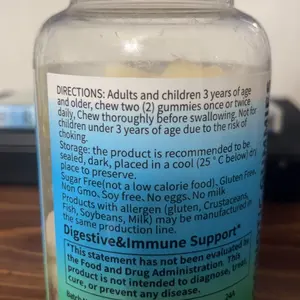 DIRECTIONS: Adults and children 3 years of age
and older, chew two (2) gummies once or twice
daily, Chew thoroughly before swallowing. Not for
children under 3 years of age due to the risk of
choking.
Storage: the product is recommended to be
sealed, dark, placed in a cool (25 ° C below) dry
place to preserve.
Sugar Free(not a low calorie food). Gluten Free.
Non Gmo. Soy free. No eggs. No milk
Products with allergen (gluten, Crustaceans,
Fish, Soybeans, Milk) may be manufactured of
the same production line.
Digestive&Immune Support*
*This statement has not been evaluated by
the Food and Drug Administration. This
product is not intended to diagnose, treat,
cure, or prevent any disease.